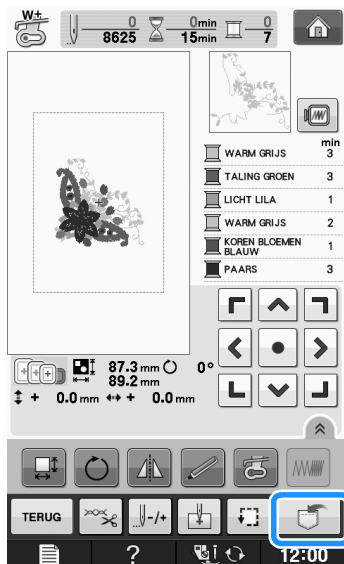 W+
0 0min 0
8625 15min 7
min
WARM GRIJS 3
TALING GROEN 3
LICHT LILA 1
WARM GRIJS 2
KOREN BLOEMEN
BLAUW 1
PAARS 3
87.3 mm 0°
89.2 mm
+ 0.0 mm + 0.0 mm
TERUG -/+
? 12:00